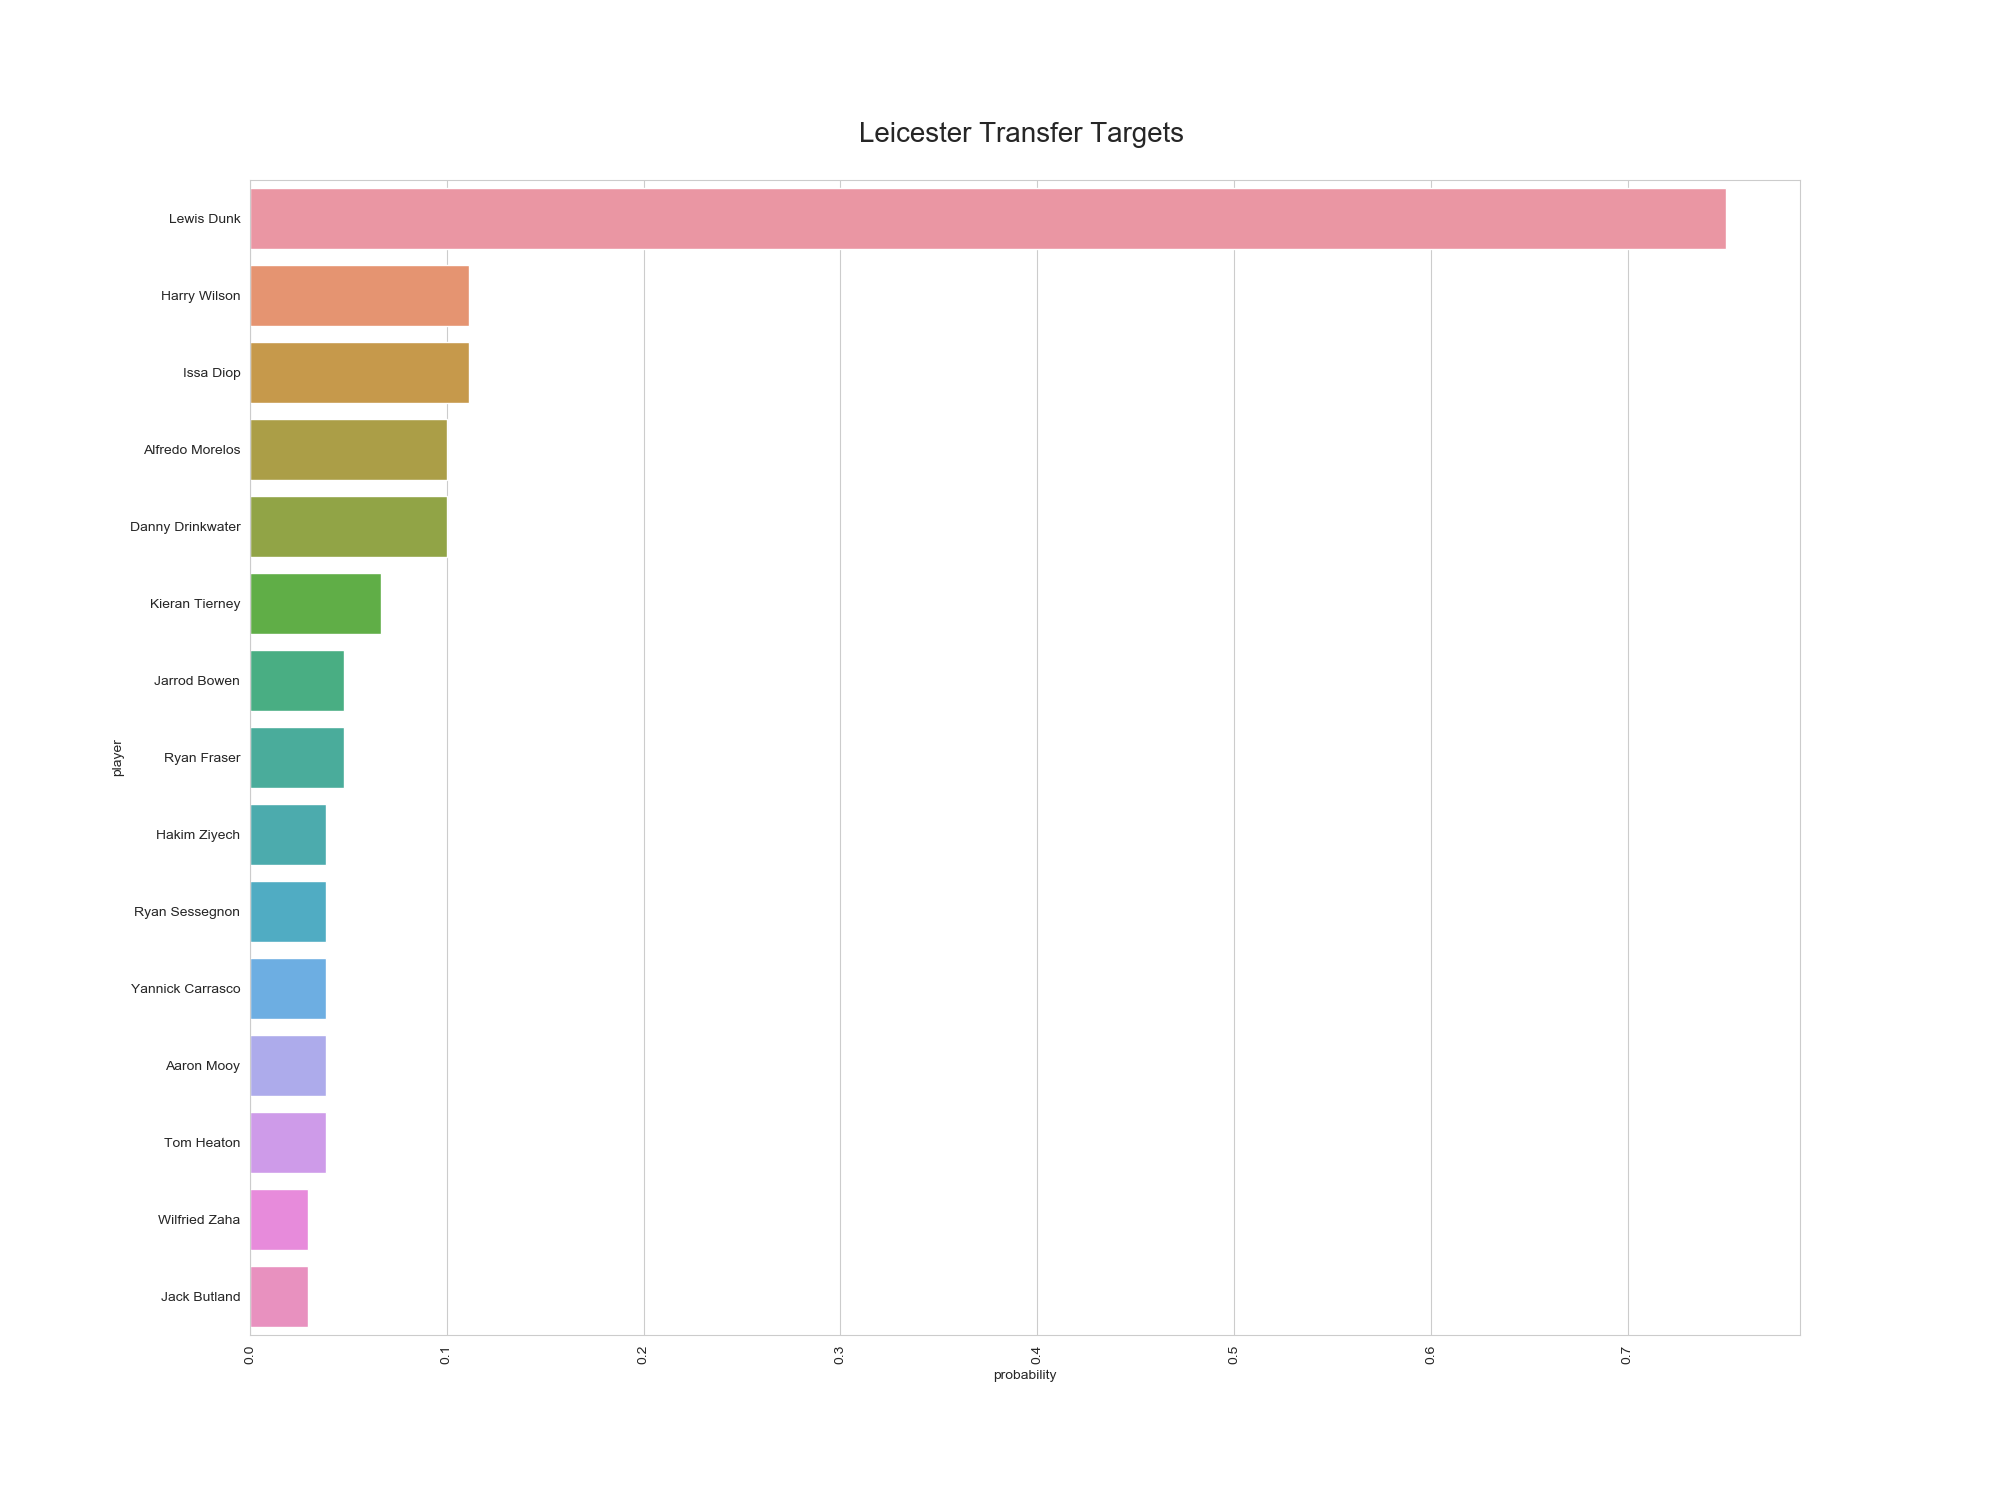 Leicester Transfer Targets
Lewis Dunk
Harry Wilson
Issa Diop
Alfredo Morelos
Danny Drinkwater
Kieran Tierney
Jarrod Bowen
Ryan Fraser
Hakim Ziyech
Ryan Sessegnon
Yannick Carrasco
Aaron Mooy
Tom Heaton
Wilfried Zaha
Jack Butland
player
0.0 0.1 0.2 0.3 0.4 0.5 0.6 0.7
probability